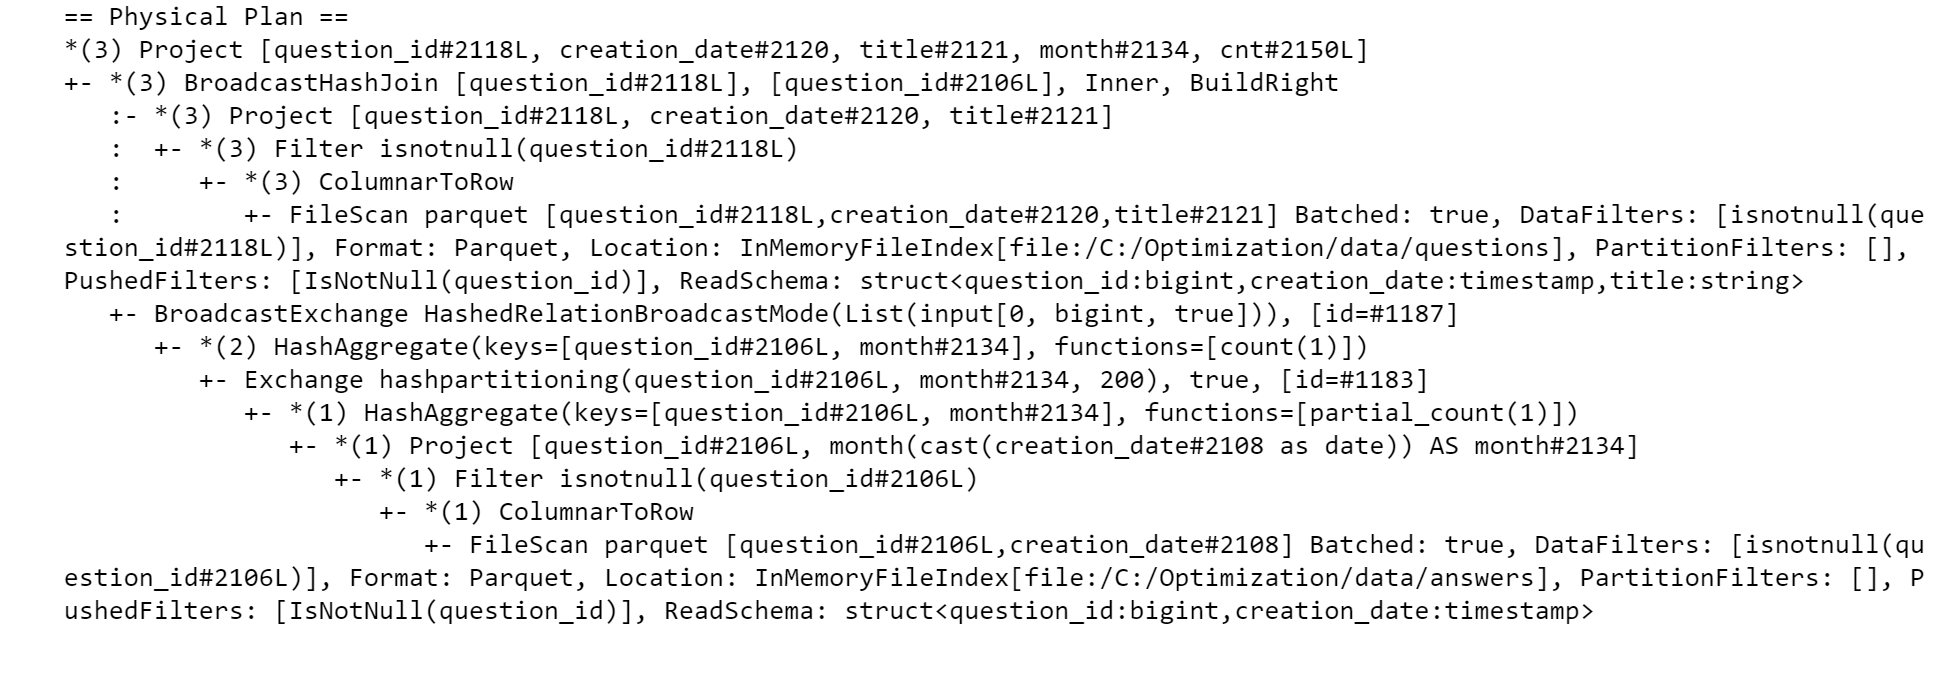 == Physical Plan ==
*(3) Project [question_id#2118L, creation_date#2120, title#2121, month#2134, cnt#2150L]
+- *(3) BroadcastHashJoin [question_id#2118L], [question_id#2106L], Inner, BuildRight
   :- *(3) Project [question_id#2118L, creation_date#2120, title#2121]
   :  +- *(3) Filter isnotnull(question_id#2118L)
   :     +- *(3) ColumnarToRow
   :        +- FileScan parquet [question_id#2118L,creation_date#2120,title#2121] Batched: true, DataFilters: [isnotnull(que
stion_id#2118L)], Format: Parquet, Location: InMemoryFileIndex[file:/C:/Optimization/data/questions], PartitionFilters: [],
PushedFilters: [IsNotNull(question_id)], ReadSchema: struct<question_id:bigint,creation_date:timestamp,title:string>
   +- BroadcastExchange HashedRelationBroadcastMode(List(input[0, bigint, true])), [id=#1187]
      +- *(2) HashAggregate(keys=[question_id#2106L, month#2134], functions=[count(1)])
         +- Exchange hashpartitioning(question_id#2106L, month#2134, 200), true, [id=#1183]
            +- *(1) HashAggregate(keys=[question_id#2106L, month#2134], functions=[partial_count(1)])
               +- *(1) Project [question_id#2106L, month(cast(creation_date#2108 as date)) AS month#2134]
                  +- *(1) Filter isnotnull(question_id#2106L)
                     +- *(1) ColumnarToRow
                        +- FileScan parquet [question_id#2106L,creation_date#2108] Batched: true, DataFilters: [isnotnull(qu
estion_id#2106L)], Format: Parquet, Location: InMemoryFileIndex[file:/C:/Optimization/data/answers], PartitionFilters: [], P
ushedFilters: [IsNotNull(question_id)], ReadSchema: struct<question_id:bigint,creation_date:timestamp>